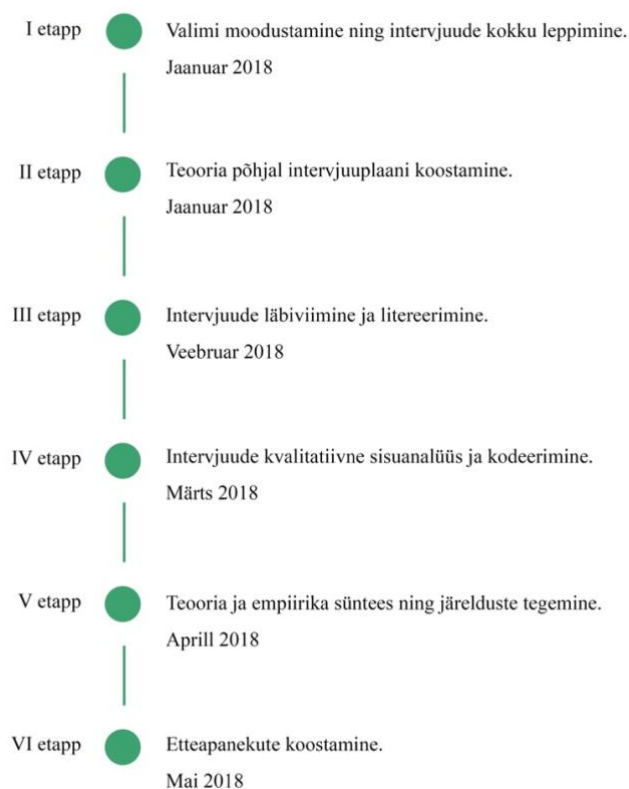 I etapp Valimi moodustamine ning intervjuude kokku leppimine.
Jaanuar 2018
II etapp Teooria põhjal intervjuuplaani koostamine.
Jaanuar 2018
III etapp Intervjuude läbiviimine ja litereerimine.
Veebruar 2018
IV etapp Intervjuude kvalitatiivne sisuanalüüs ja kodeerimine.
Märts 2018
V etapp Teooria ja empiirika süntees ning järelduste tegemine.
Aprill 2018
VI etapp Etteapanekute koostamine.
Mai 2018